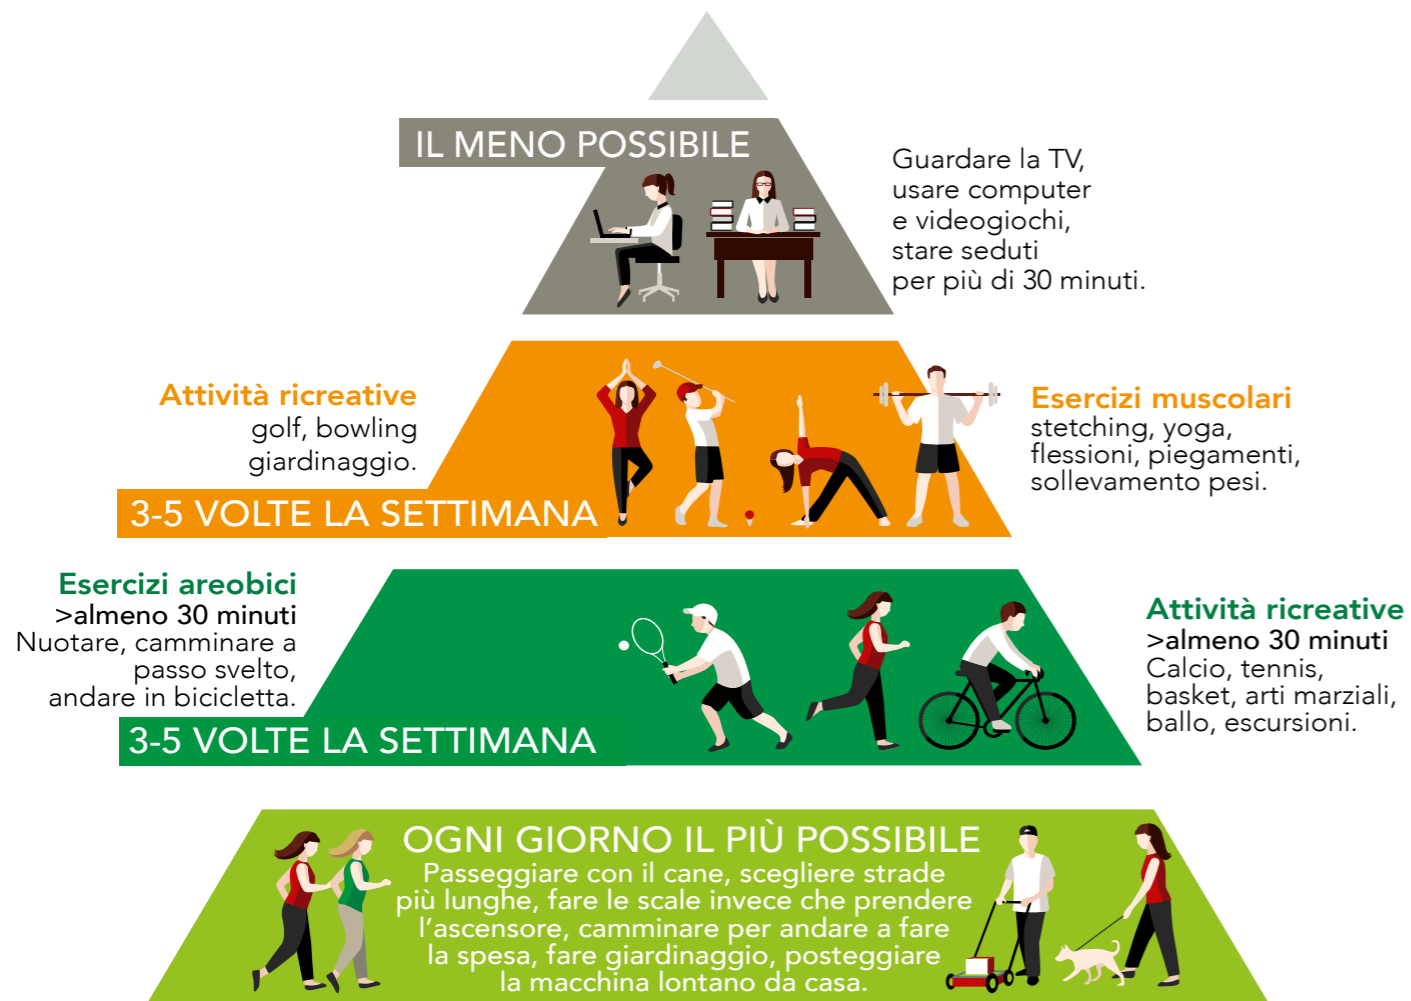 IL MENO POSSIBILE
Guardare la TV,
usare computer
e videogiochi,
stare seduti
per più di 30 minuti.
Attività ricreative
golf, bowling
giardinaggio.
3-5 VOLTE LA SETTIMANA
Esercizi muscolari
stetching, yoga,
flessioni, piegamenti,
sollevamento pesi.
Esercizi areobici
>almeno 30 minuti
Nuotare, camminare a
passo svelto,
andare in bicicletta.
3-5 VOLTE LA SETTIMANA
Attività ricreative
>almeno 30 minuti
Calcio, tennis,
basket, arti marziali,
ballo, escursioni.
OGNI GIORNO IL PIÙ POSSIBILE
Passeggiare con il cane, scegliere strade
più lunghe, fare le scale invece che prendere
l’ascensore, camminare per andare a fare
la spesa, fare giardinaggio, posteggiare
la macchina lontano da casa.